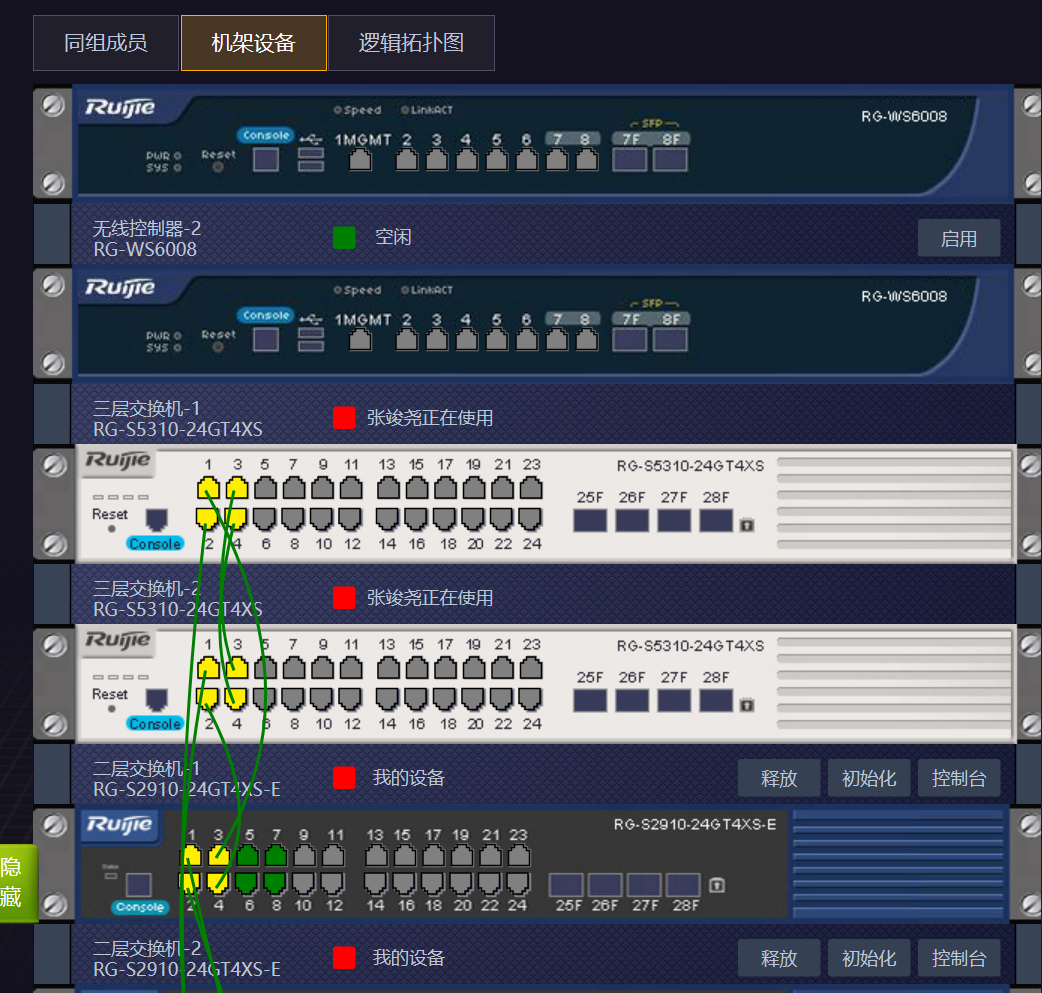 同组成员 机架设备 逻辑拓扑图
Ruijie Speed LinkACT RG-WS6008
SFP
Console 1MGMT 2 3 4 5 6 7 8 7F 8F
PWR Reset
SYS
无线控制器-2 空闲 启用
RG-WS6008
Ruijie Speed LinkACT RG-WS6008
SFP
Console 1MGMT 2 3 4 5 6 7 8 7F 8F
PWR Reset
SYS
三层交换机-1 张竣尧正在使用
RG-S5310-24GT4XS
Ruijie 1 3 5 7 9 11 13 15 17 19 21 23 RG-S5310-24GT4XS
25F 26F 27F 28F
Reset
Console 2 4 6 8 10 12 14 16 18 20 22 24
三层交换机-2 张竣尧正在使用
RG-S5310-24GT4XS
Ruijie 1 3 5 7 9 11 13 15 17 19 21 23 RG-S5310-24GT4XS
25F 26F 27F 28F
Reset
Console 2 4 6 8 10 12 14 16 18 20 22 24
二层交换机-1 我的设备 释放 初始化 控制台
RG-S2910-24GT4XS-E
Ruijie RG-S2910-24GT4XS-E
1 3 5 7 9 11 13 15 17 19 21 23
隐
藏
Console 2 4 6 8 10 12 14 16 18 20 22 24 25F 26F 27F 28F
二层交换机-2 我的设备 释放 初始化 控制台
RG-S2910-24GT4XS-E